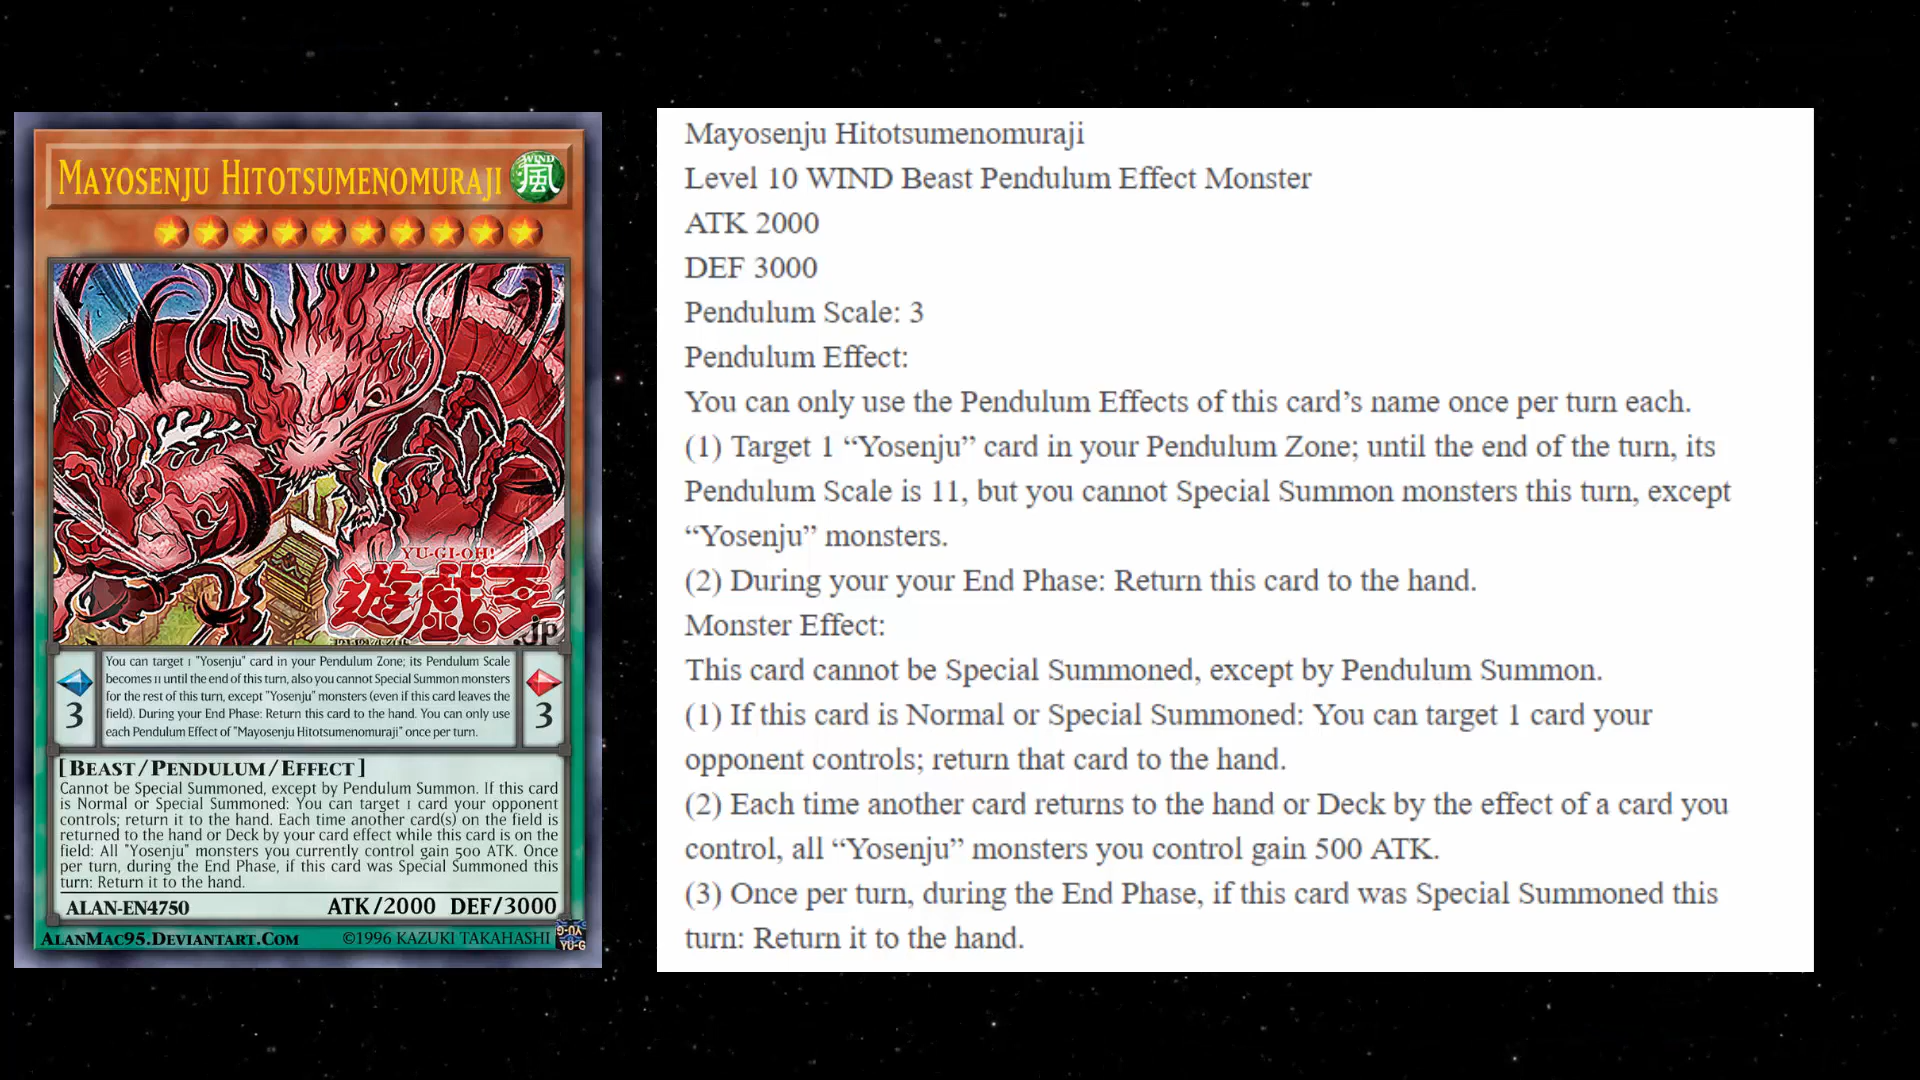 MAYOSENJU HITOTSUMENOMURAJI
WIND
風
YU-GI-OH!
遊戯王
.jp
3
3
You can target 1 "Yosenju" card in your Pendulum Zone; its Pendulum Scale
becomes 11 until the end of this turn, also you cannot Special Summon monsters
for the rest of this turn, except "Yosenju" monsters (even if this card leaves the
field). During your End Phase: Return this card to the hand. You can only use
each Pendulum Effect of "Mayosenju Hitotsumenomuraji" once per turn.
[BEAST/PENDULUM/EFFECT]
Cannot be Special Summoned, except by Pendulum Summon. If this card
is Normal or Special Summoned: You can target 1 card your opponent
controls; return it to the hand. Each time another card(s) on the field is
returned to the hand or Deck by your card effect while this card is on the
field: All "Yosenju" monsters you currently control gain 500 ATK. Once
per turn, during the End Phase, if this card was Special Summoned this
turn: Return it to the hand.
ALAN-EN4750 ATK/2000 DEF/3000
ALANMAC95.DEVIANTART.COM ©1996 KAZUKI TAKAHASHI
Mayosenju Hitotsumenomuraji
Level 10 WIND Beast Pendulum Effect Monster
ATK 2000
DEF 3000
Pendulum Scale: 3
Pendulum Effect:
You can only use the Pendulum Effects of this card’s name once per turn each.
(1) Target 1 “Yosenju” card in your Pendulum Zone; until the end of the turn, its
Pendulum Scale is 11, but you cannot Special Summon monsters this turn, except
“Yosenju” monsters.
(2) During your your End Phase: Return this card to the hand.
Monster Effect:
This card cannot be Special Summoned, except by Pendulum Summon.
(1) If this card is Normal or Special Summoned: You can target 1 card your
opponent controls; return that card to the hand.
(2) Each time another card returns to the hand or Deck by the effect of a card you
control, all “Yosenju” monsters you control gain 500 ATK.
(3) Once per turn, during the End Phase, if this card was Special Summoned this
turn: Return it to the hand.